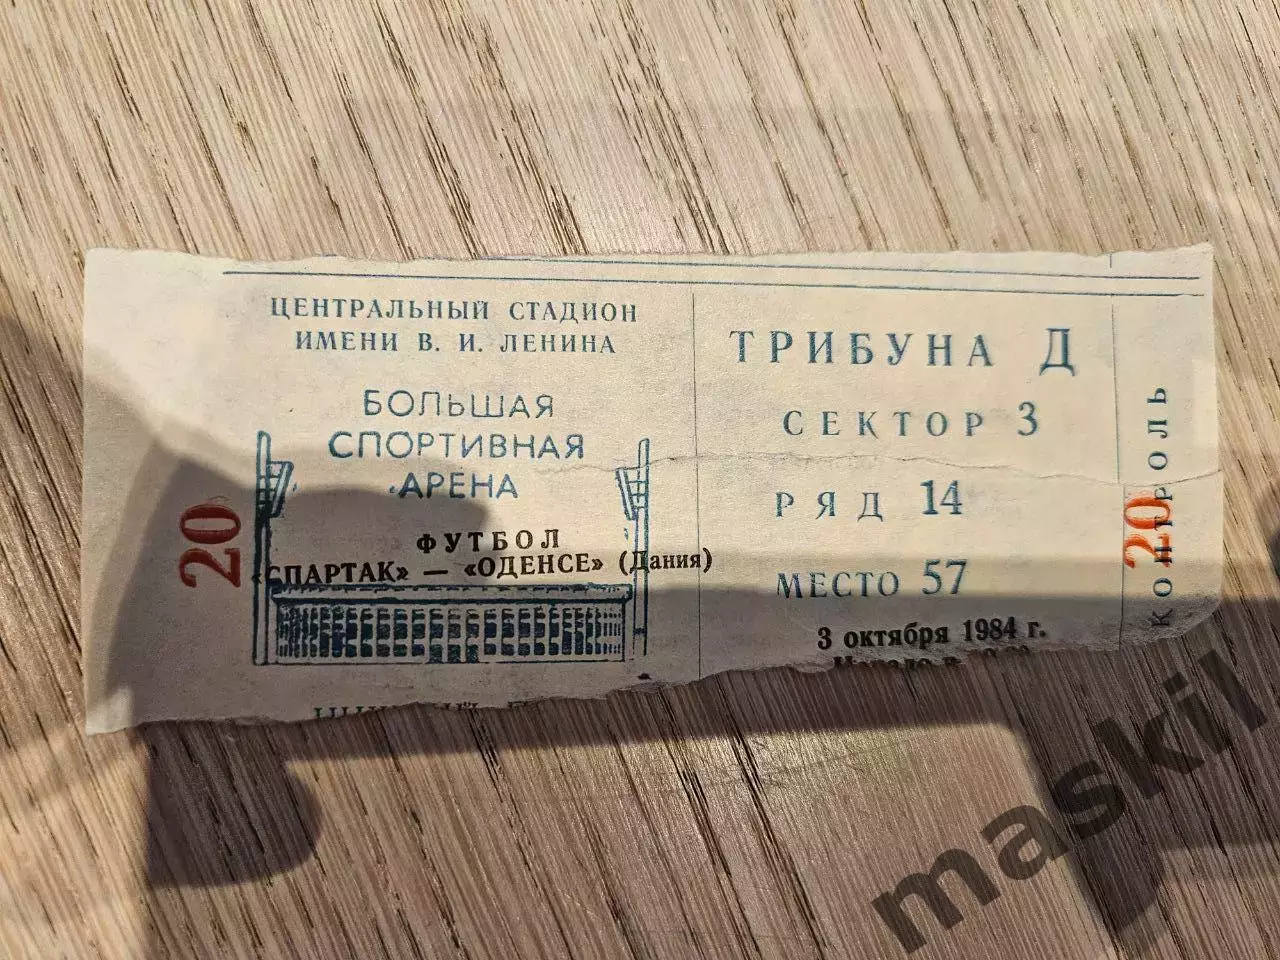 ЦЕНТРАЛЬНЫЙ СТАДИОН
ИМЕНИ В. И. ЛЕНИНА
БОЛЬШАЯ
СПОРТИВНАЯ
АРЕНА
ФУТБОЛ
«СПАРТАК» — «ОДЕНСЕ» (Дания)
20
ТРИБУНА Д
СЕКТОР 3
РЯД 14
МЕСТО 57
3 октября 1984 г.
КОНТРОЛЬ
20
maskil